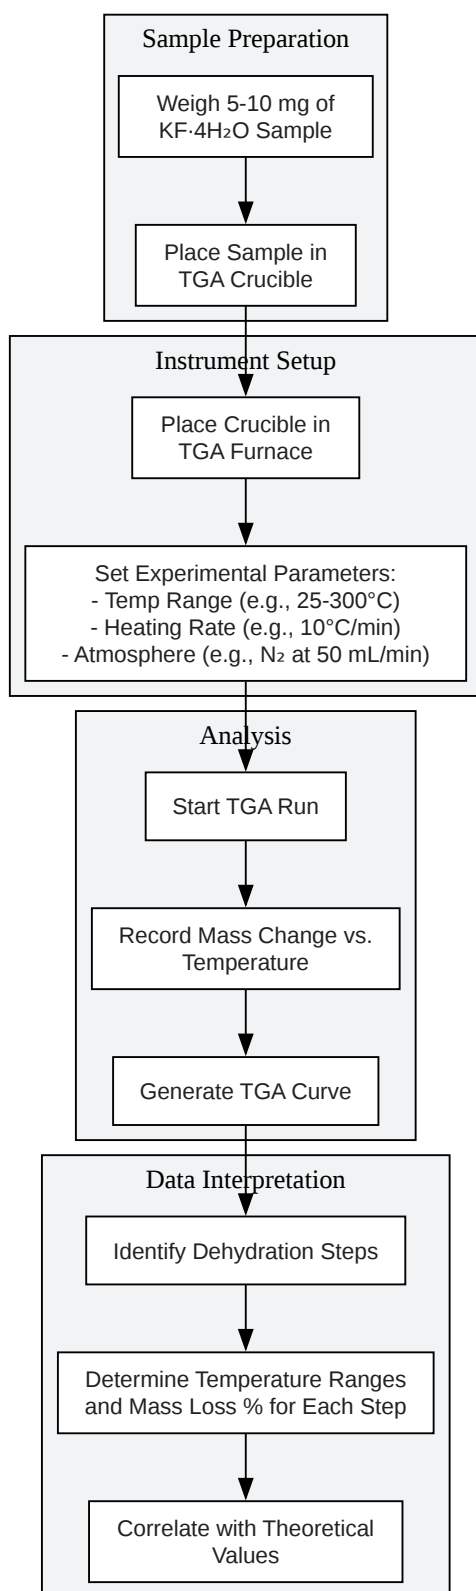 Sample Preparation
Weigh 5-10 mg of
KF·4H₂O Sample
Place Sample in
TGA Crucible
Instrument Setup
Place Crucible in
TGA Furnace
Set Experimental Parameters:
- Temp Range (e.g., 25-300°C)
- Heating Rate (e.g., 10°C/min)
- Atmosphere (e.g., N₂ at 50 mL/min)
Analysis
Start TGA Run
Record Mass Change vs.
Temperature
Generate TGA Curve
Data Interpretation
Identify Dehydration Steps
Determine Temperature Ranges
and Mass Loss % for Each Step
Correlate with Theoretical
Values